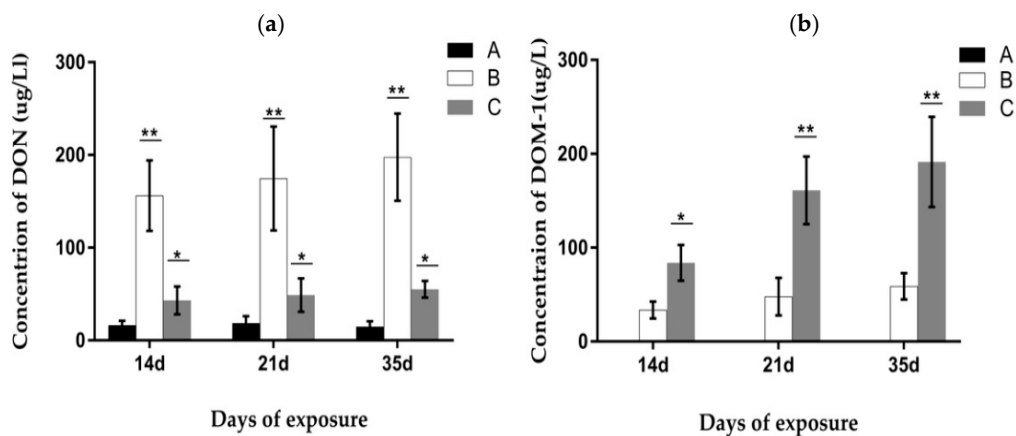 (a)
Concentrion of DON (ug/Ll)
300
200
100
0
A
B
C
**
*
**
*
**
*
14d
21d
35d
Days of exposure
(b)
Concentraion of DOM-1(ug/L)
300
200
100
0
A
B
C
*
**
**
14d
21d
35d
Days of exposure